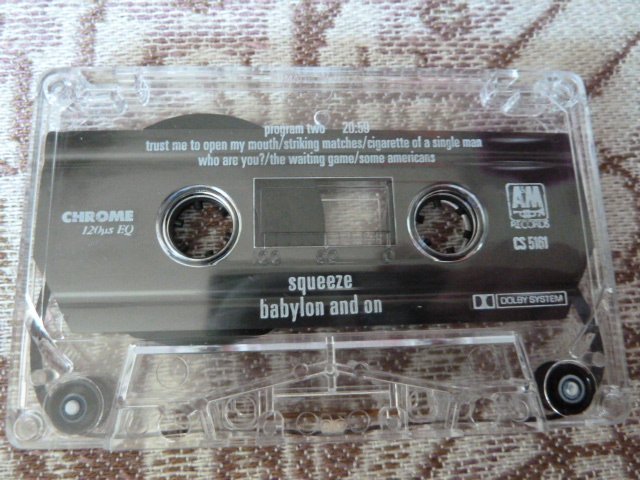 program two 20:59
trust me to open my mouth/striking matches/cigarette of a single man
who are you?/the waiting game/some americans
CHROME
120µs EQ
A&M
RECORDS
CS 5161
squeeze
babylon and on
DOLBY SYSTEM